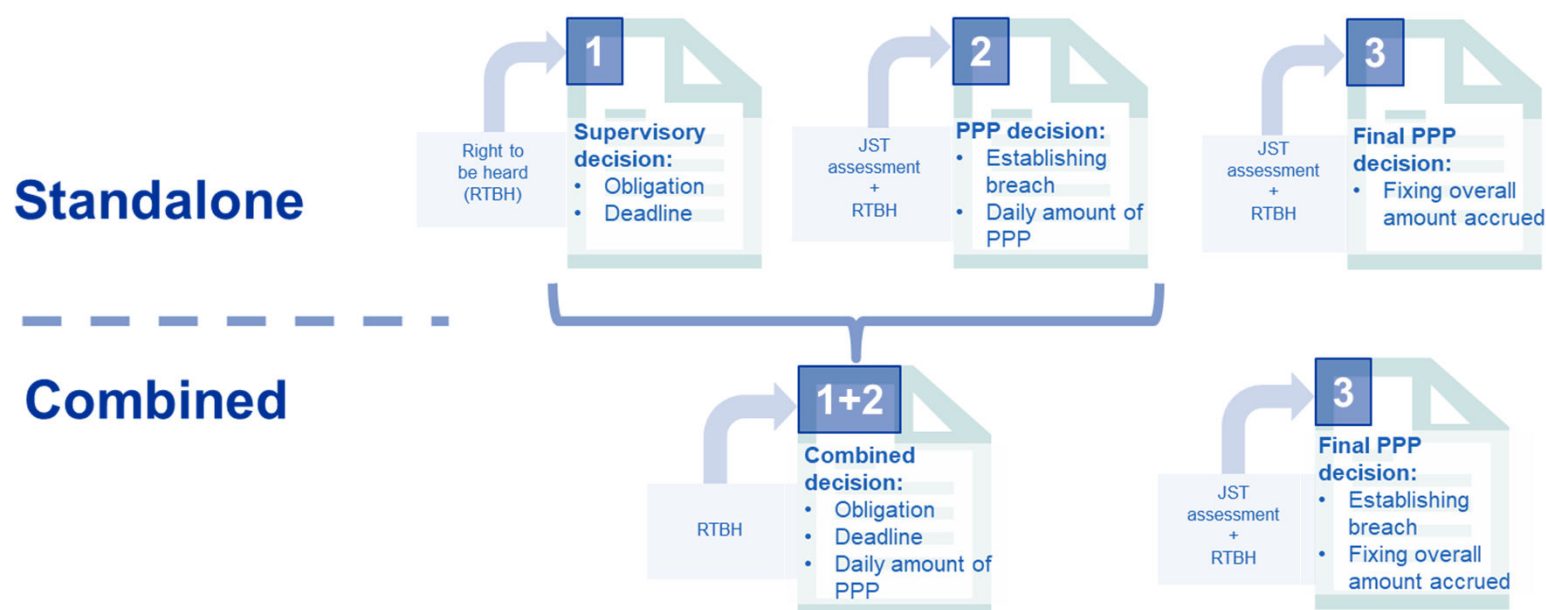 Standalone
Right to
be heard
(RTBH)
1
Supervisory
decision:
• Obligation
• Deadline
JST
assessment
+
RTBH
2
PPP decision:
• Establishing
breach
• Daily amount of
PPP
JST
assessment
+
RTBH
3
Final PPP
decision:
• Fixing overall
amount accrued
Combined
RTBH
1+2
Combined
decision:
• Obligation
• Deadline
• Daily amount of
PPP
JST
assessment
+
RTBH
3
Final PPP
decision:
• Establishing
breach
• Fixing overall
amount accrued